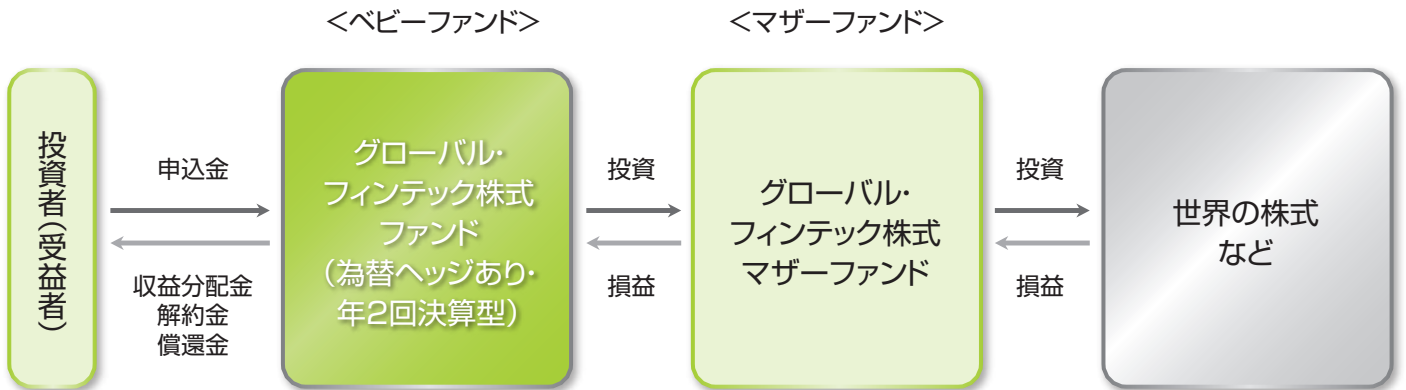 ＜ベビーファンド＞
＜マザーファンド＞
投資者（受益者）
申込金
収益分配金
解約金
償還金
グローバル・
フィンテック株式
ファンド
（為替ヘッジあり・
年2回決算型）
投資
損益
グローバル・
フィンテック株式
マザーファンド
投資
損益
世界の株式
など